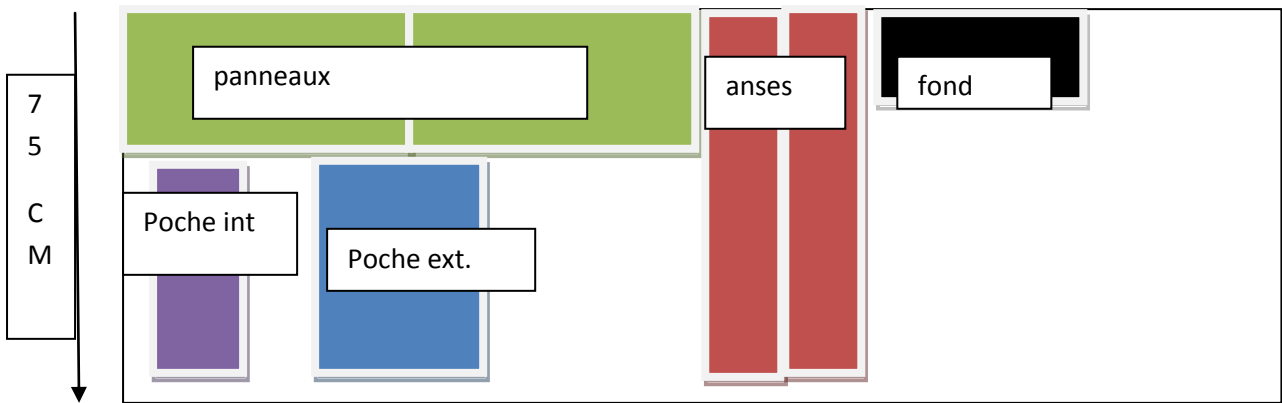 panneaux
anses
fond
7
5
C
M
Poche int
Poche ext.